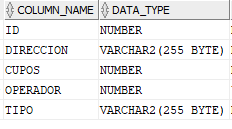 COLUMN_NAME DATA_TYPE
ID NUMBER
DIRECCION VARCHAR2(255 BYTE)
CUPOS NUMBER
OPERADOR NUMBER
TIPO VARCHAR2(255 BYTE)